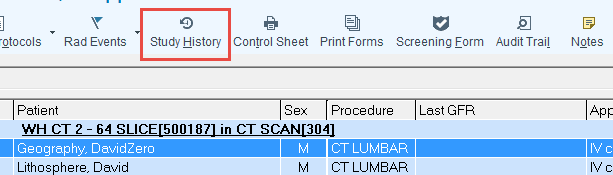 rotocols Rad Events Study History Control Sheet Print Forms Screening Form Audit Trail Notes
Patient Sex Procedure Last GFR App
WH CT 2 - 64 SLICE[500187] in CT SCAN[304]
Geography, DavidZero M CT LUMBAR IV c
Lithosphere, David M CT LUMBAR IV c